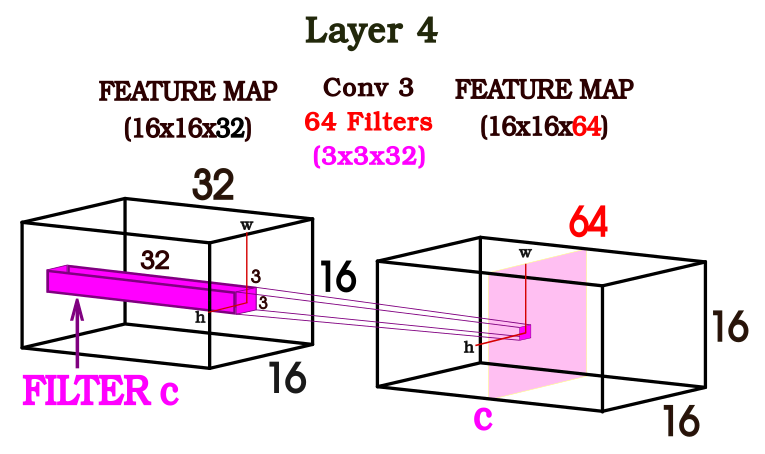 Layer 4
FEATURE MAP
(16x16x32)
Conv 3
64 Filters
(3x3x32)
FEATURE MAP
(16x16x64)
32
w
32
3
3
h
16
16
FILTER c
64
w
h
16
16
c